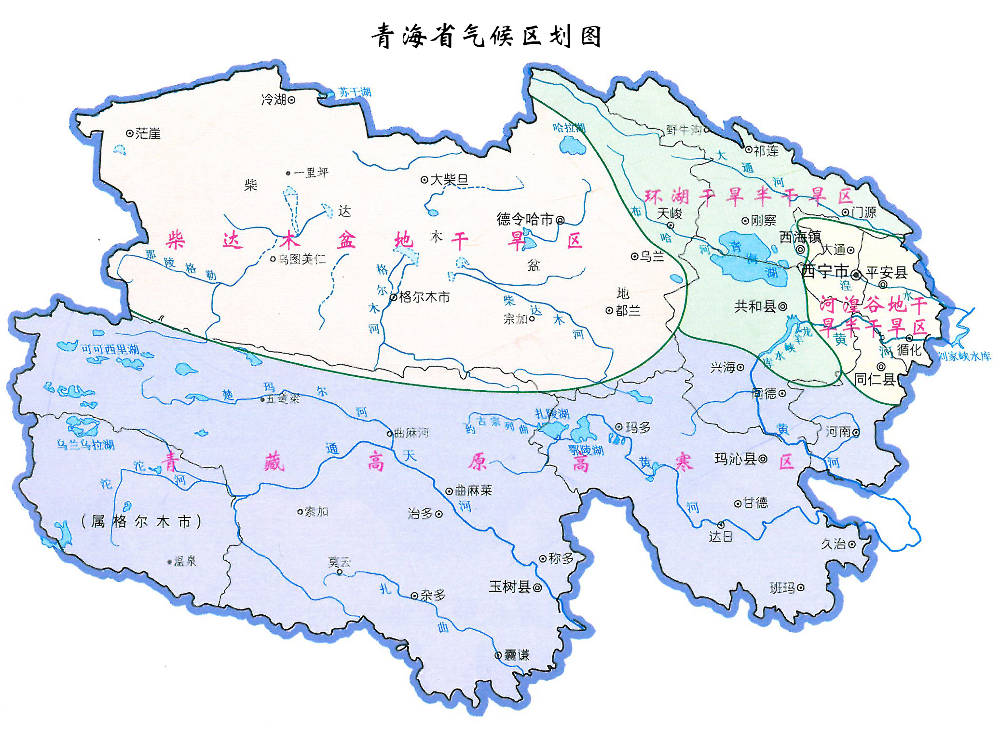 青海省气候区划图
苏干湖
冷湖
茫崖
哈拉湖
野牛沟
祁连
大通河
一里坪
柴达木盆地
大柴旦
环湖干旱半干旱区
门源
天峻
刚察
布哈河
德令哈市
柴达木盆地干旱区
西海镇
大通
青海湖
乌兰
那陵格勒
乌图美仁
西宁市
平安县
湟水
格尔木河
格尔木市
柴达木河
宗加
都兰
共和县
河湟谷地干
旱半干旱区
龙羊峡水库
黄河
循化
刘家峡水库
可可西里湖
兴海
同仁县
楚玛尔河
五道梁
同德
扎陵湖
约古宗列曲
玛多
鄂陵湖
黄河
河南
曲麻河
乌兰乌拉湖
通天河
青藏高原高寒区
玛沁县
沱沱河
黄河
曲麻莱
甘德
索加
治多
(属格尔木市)
达日
久治
称多
温泉
莫云
玉树县
班玛
扎曲
杂多
囊谦